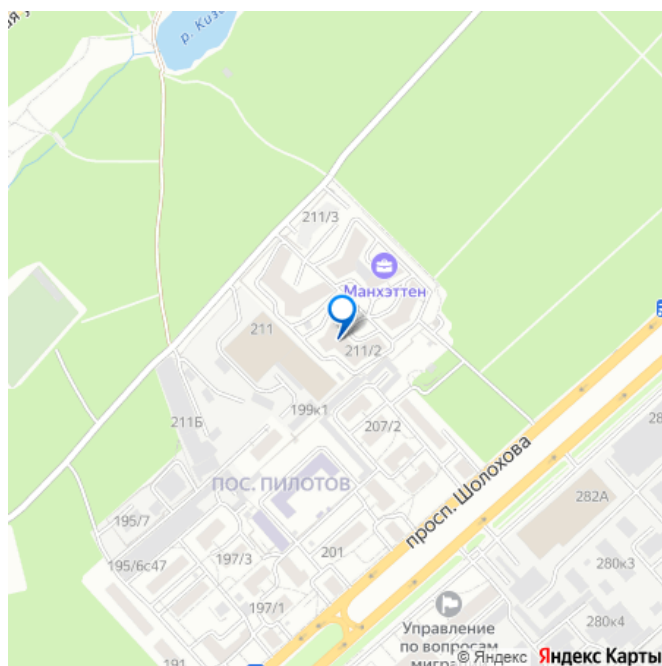 р. Кизе
211/3
Манхэттен
211
211/2
199к1
211Б
207/2
просп. Шолохова
пос. ПИЛОТОВ
282А
195/7
201
197/3
195/6с47
280к3
197/1
280к4
Управление
по вопросам
191
© Яндекс Яндекс Карты